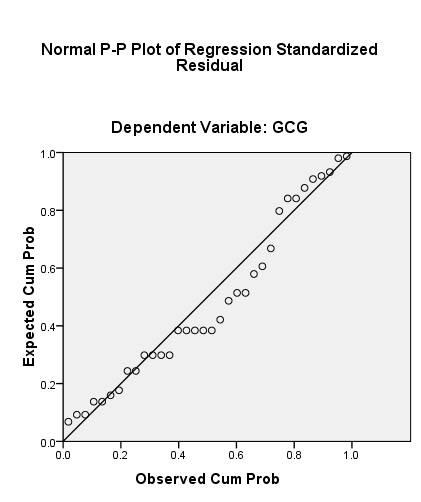 Normal P-P Plot of Regression Standardized
Residual
Dependent Variable: GCG
Expected Cum Prob
1.0
0.8
0.6
0.4
0.2
0.0
0.0 0.2 0.4 0.6 0.8 1.0
Observed Cum Prob